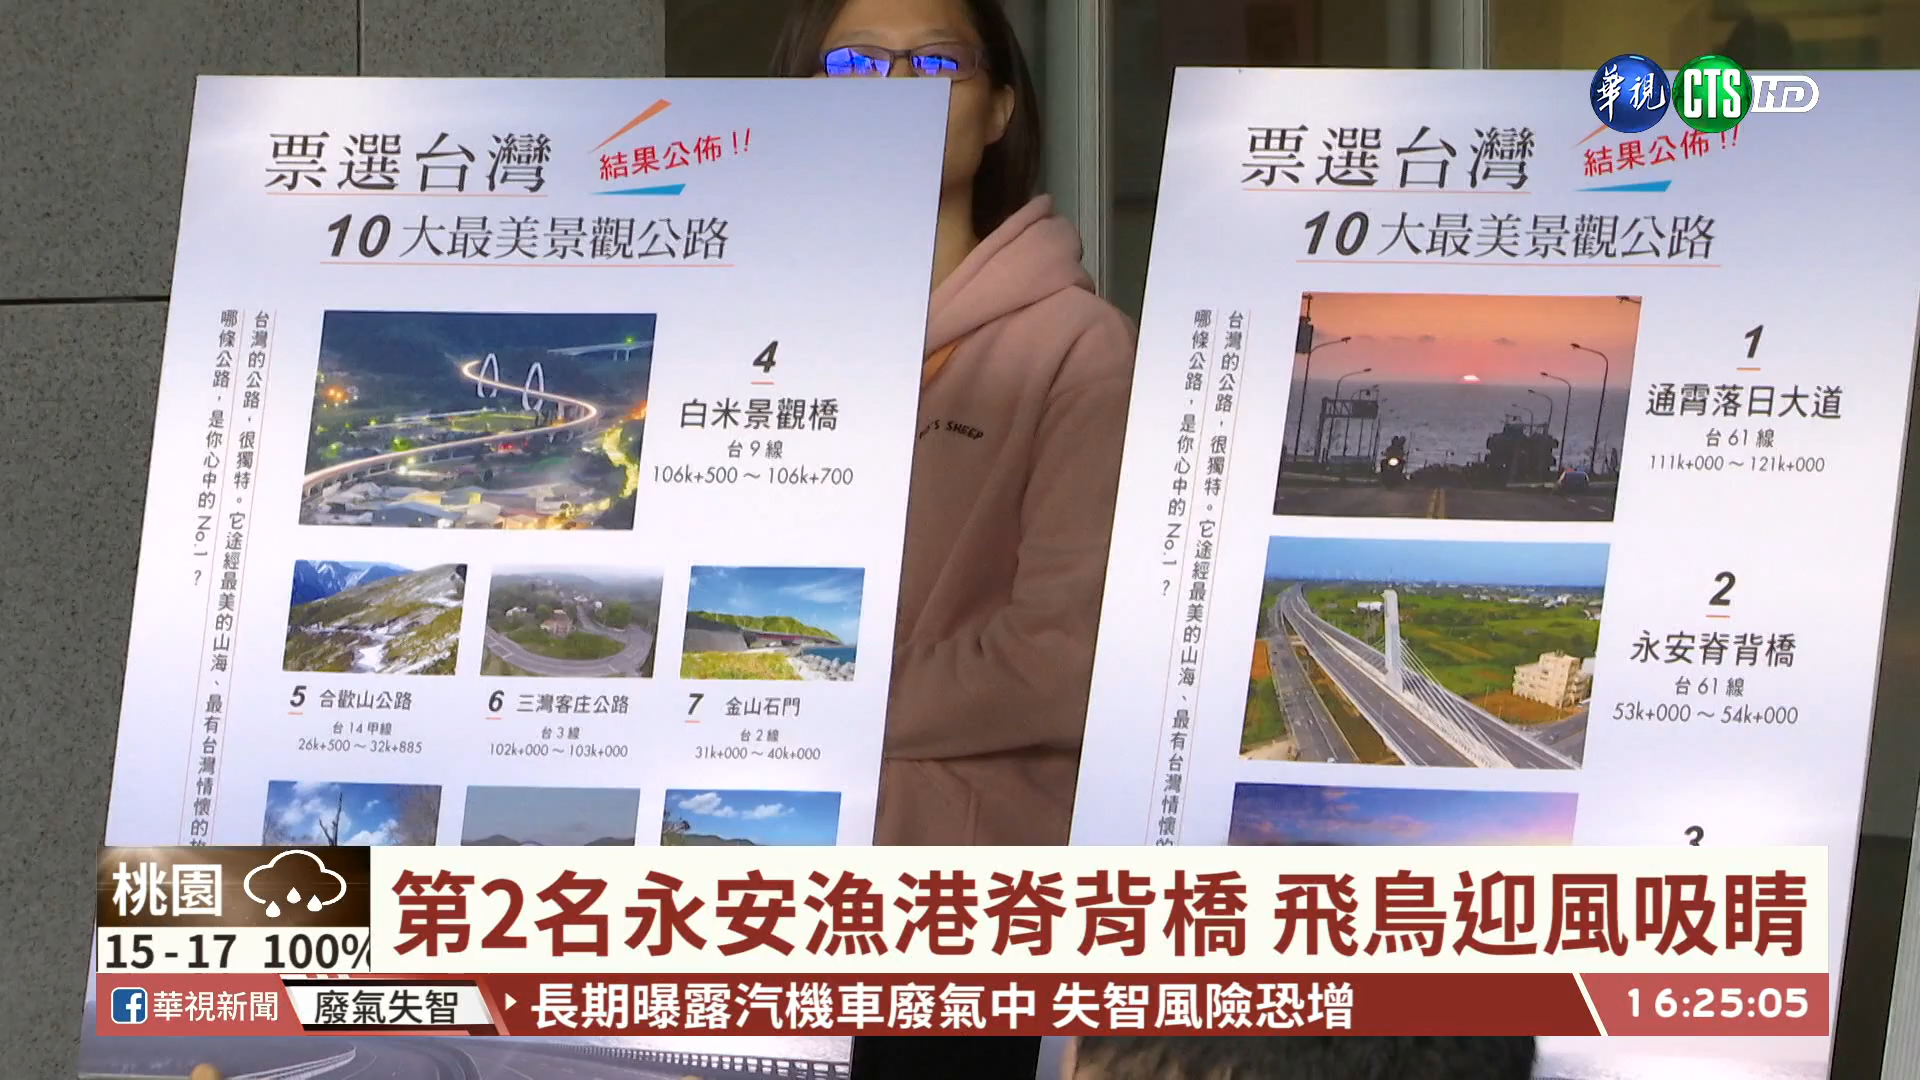 華視 CTS HD
票選台灣
結果公佈!!
10大最美景觀公路
台灣的公路，很獨特。它途經最美的山海、最有台灣情懷的
哪條公路，是你心中的No.1？
4
白米景觀橋
台9線
106k+500～106k+700
5 合歡山公路
台14甲線
26k+500～32k+885
6 三灣客庄公路
台3線
102k+000～103k+000
7 金山石門
台2線
31k+000～40k+000
票選台灣
結果公佈!!
10大最美景觀公路
台灣的公路，很獨特。它途經最美的山海、最有台灣情懷的
哪條公路，是你心中的No.1？
1
通霄落日大道
台61線
111k+000～121k+000
2
永安脊背橋
台61線
53k+000～54k+000
3
'S SHEEP
桃園
15-17 100%
第2名永安漁港脊背橋 飛鳥迎風吸睛
華視新聞
廢氣失智
長期曝露汽機車廢氣中 失智風險恐增
16:25:05